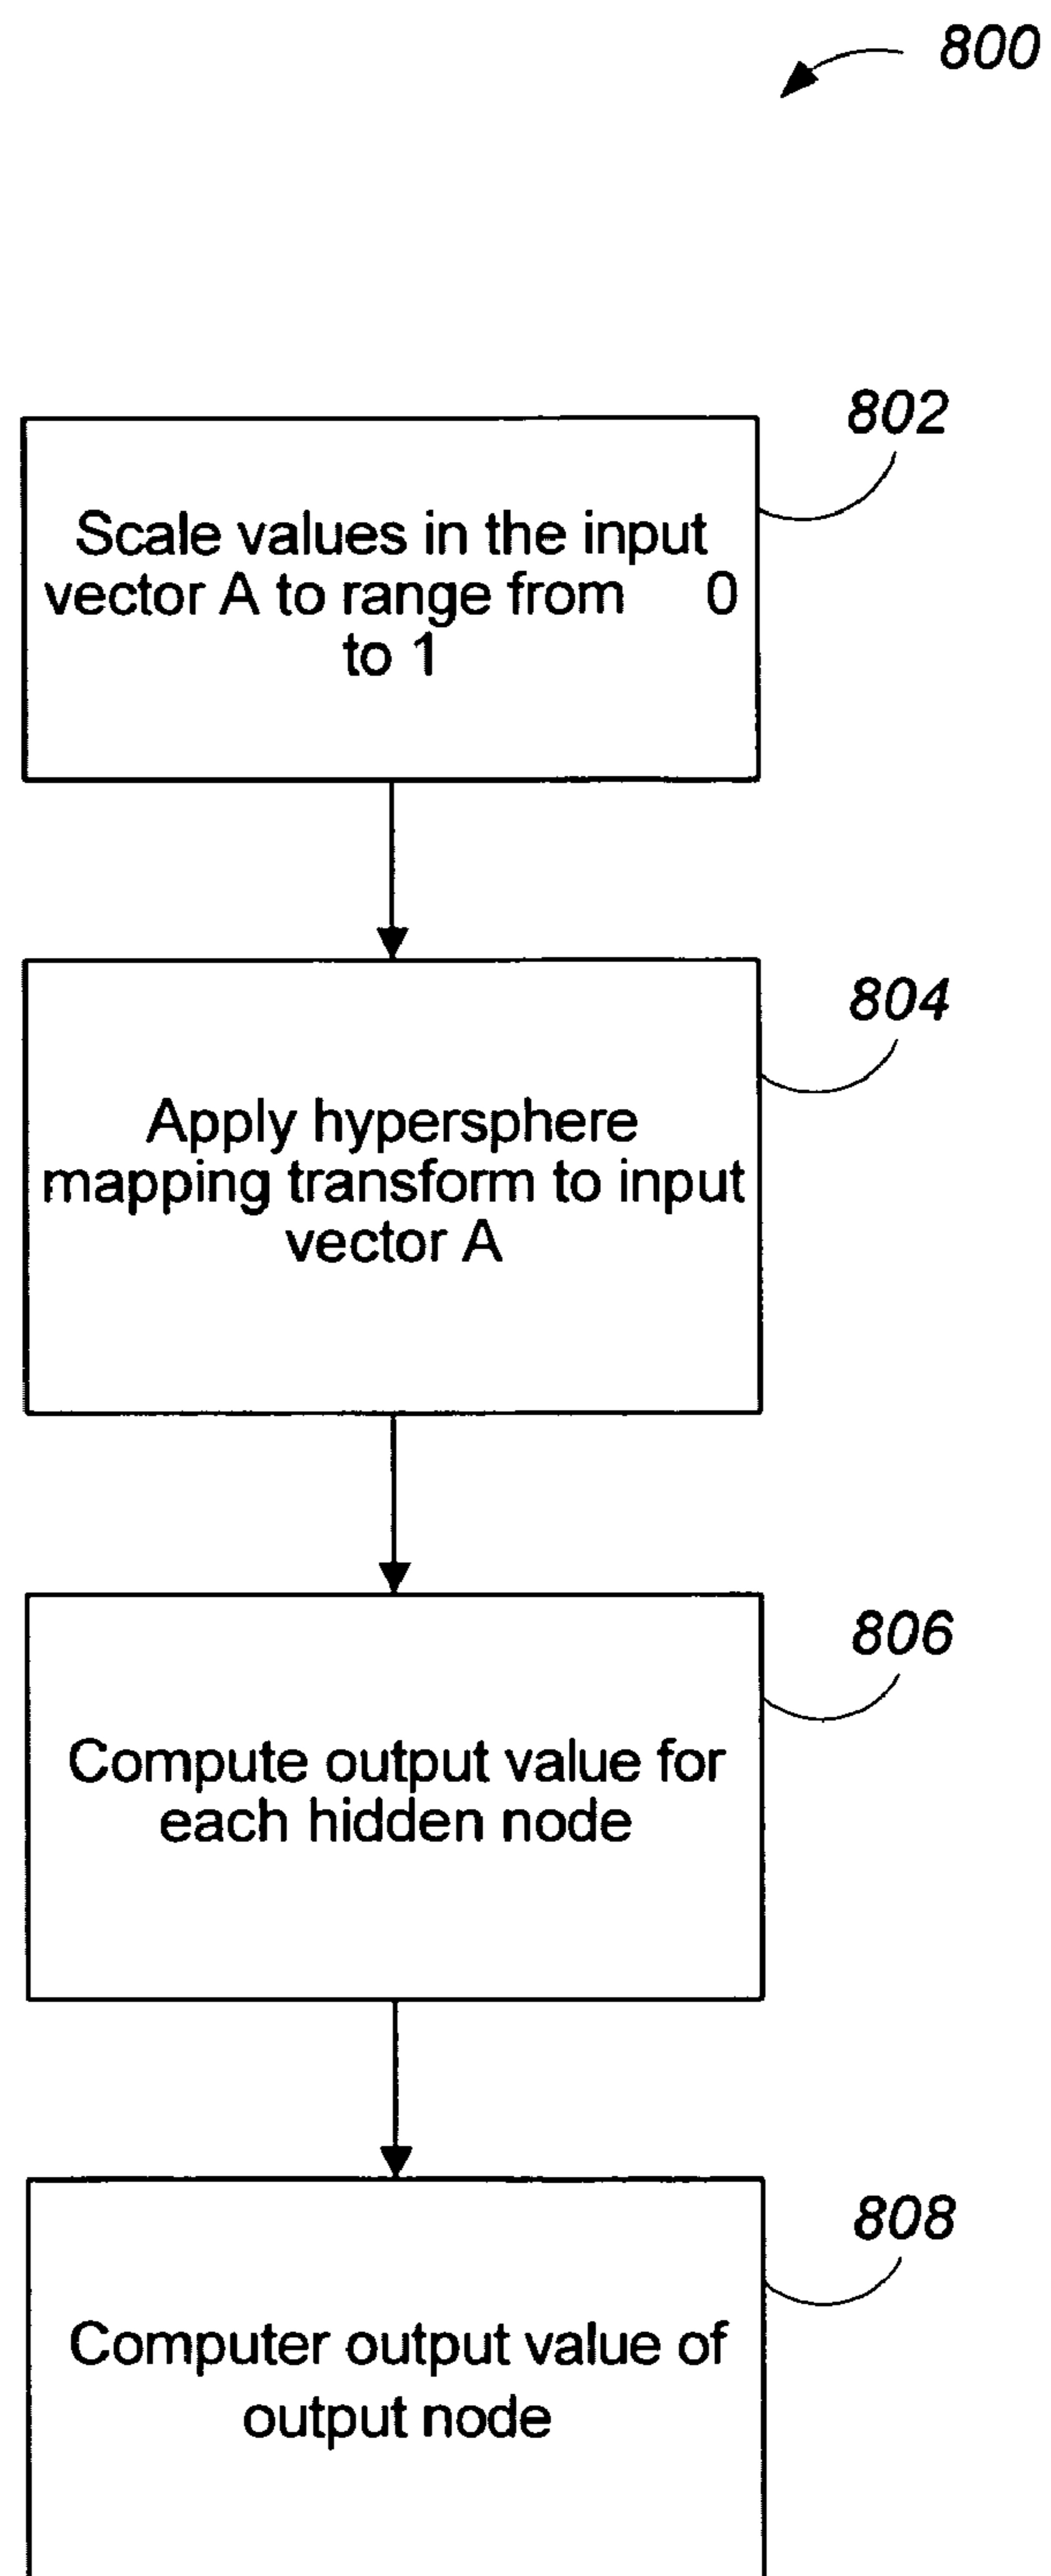 800
802
Scale values in the input
vector A to range from 0
to 1
804
Apply hypersphere
mapping transform to input
vector A
806
Compute output value for
each hidden node
808
Computer output value of
output node